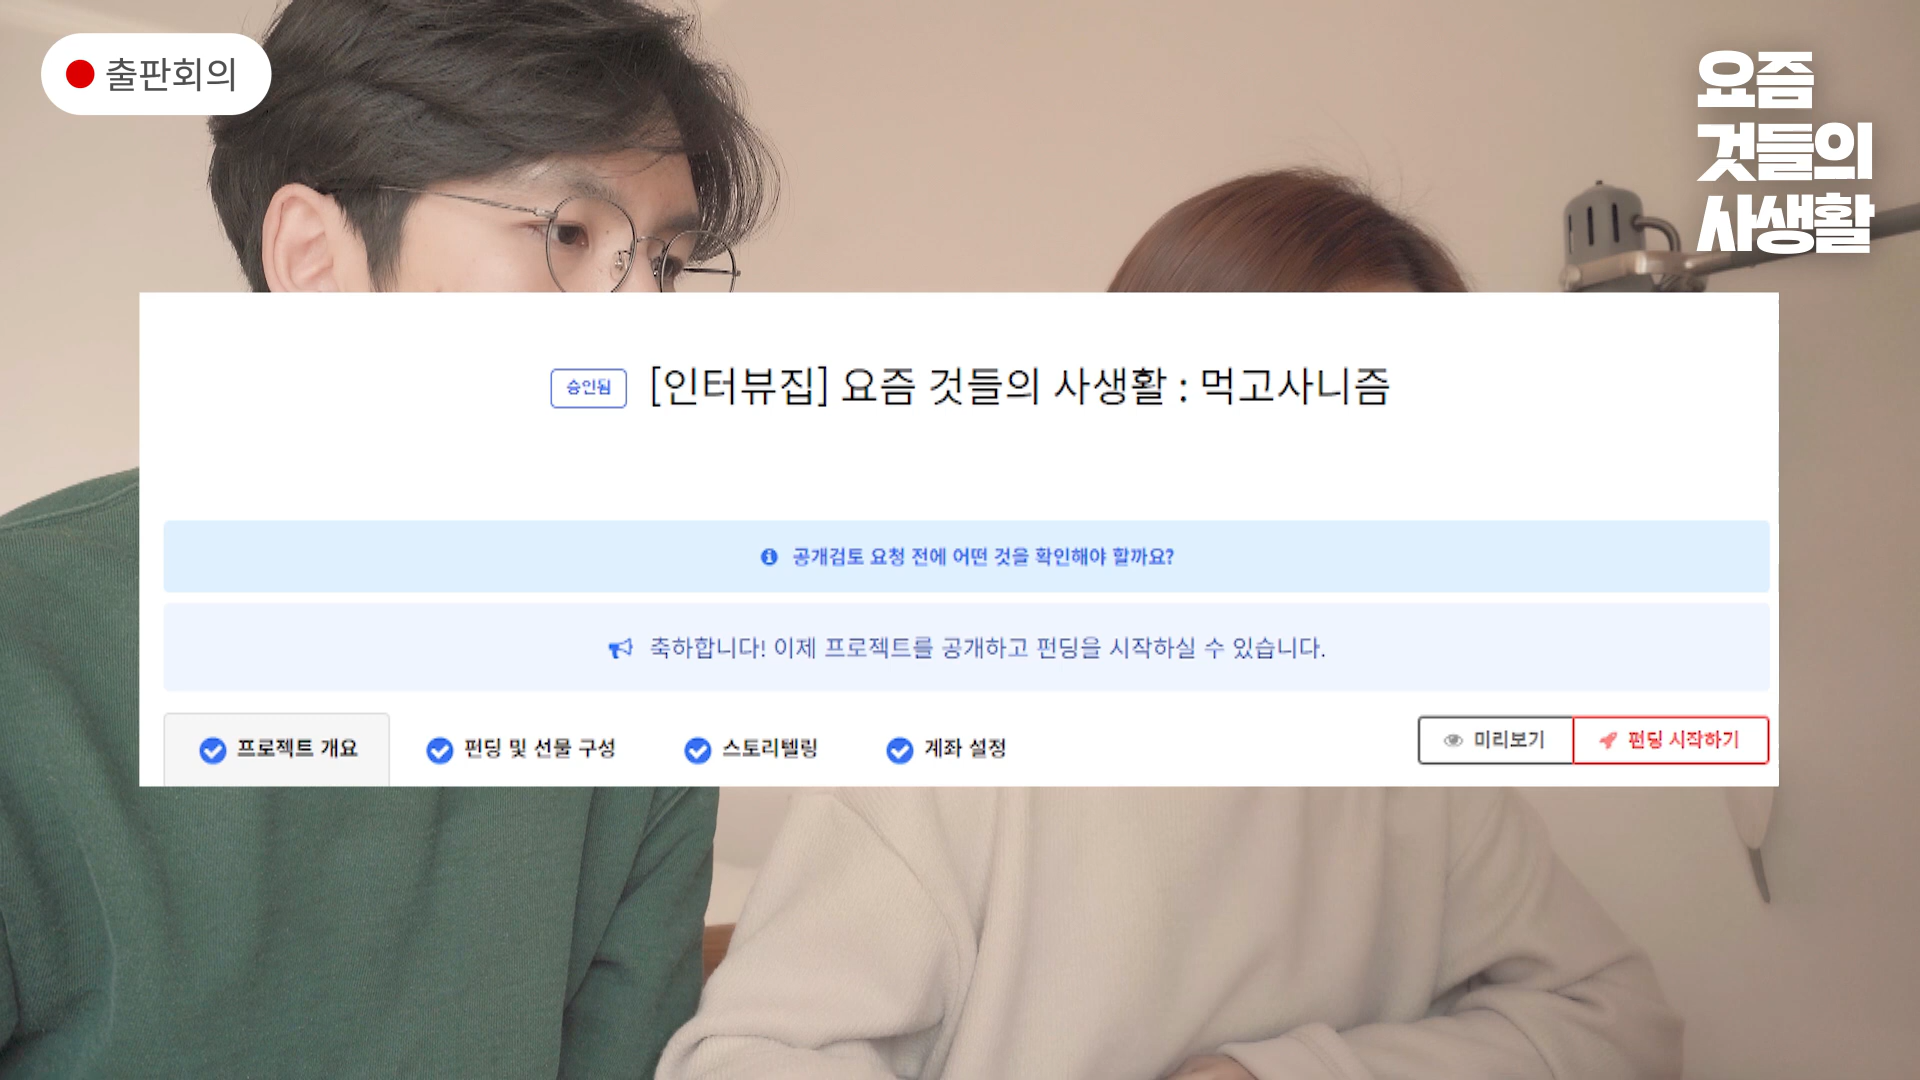 출판회의
요즘
것들의
사생활
승인됨 [인터뷰집] 요즘 것들의 사생활 : 먹고사니즘
공개검토 요청 전에 어떤 것을 확인해야 할까요?
축하합니다! 이제 프로젝트를 공개하고 펀딩을 시작하실 수 있습니다.
프로젝트 개요 펀딩 및 선물 구성 스토리텔링 계좌 설정 미리보기 펀딩 시작하기